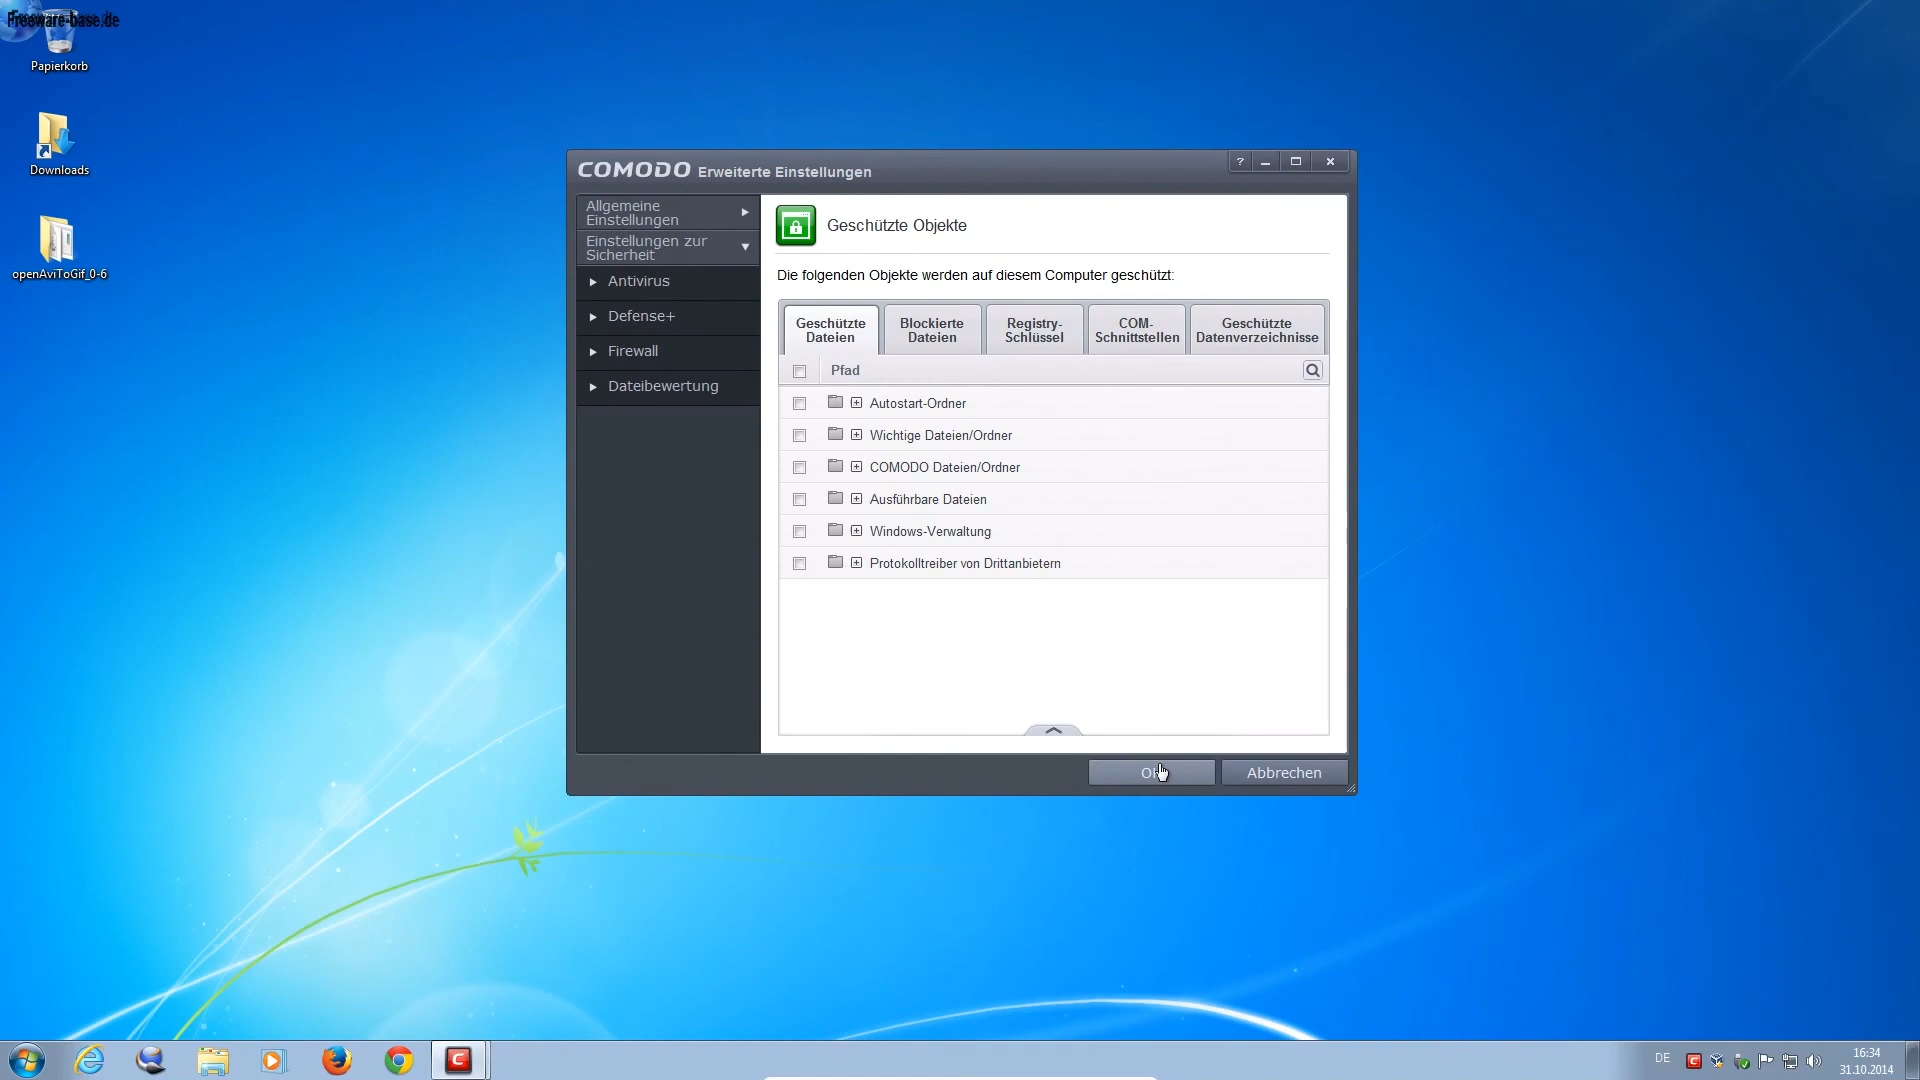 Freeware-base.de
Papierkorb
Downloads
openAviToGif_0-6
COMODO Erweiterte Einstellungen
?
Allgemeine
Einstellungen
Einstellungen zur
Sicherheit
Antivirus
Defense+
Firewall
Dateibewertung
Geschützte Objekte
Die folgenden Objekte werden auf diesem Computer geschützt:
Geschützte
Dateien
Blockierte
Dateien
Registry-
Schlüssel
COM-
Schnittstellen
Geschützte
Datenverzeichnisse
Pfad
Autostart-Ordner
Wichtige Dateien/Ordner
COMODO Dateien/Ordner
Ausführbare Dateien
Windows-Verwaltung
Protokolltreiber von Drittanbietern
Abbrechen
DE
16:34
31.10.2014